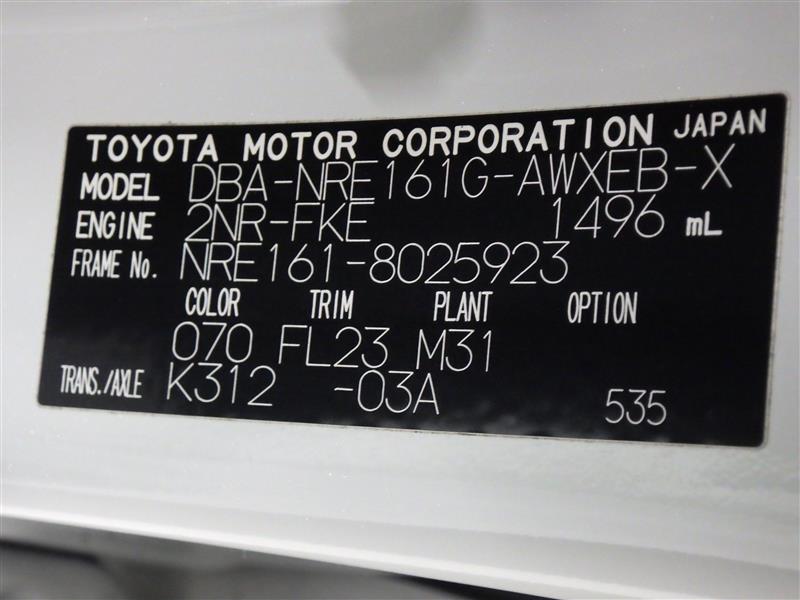 TOYOTA MOTOR CORPORATION JAPAN
MODEL DBA-NRE161G-AWXEB-X
ENGINE 2NR-FKE 1496 mL
FRAME No. NRE161-8025923
COLOR TRIM PLANT OPTION
070 FL23 M31
TRANS./AXLE K312 -03A 535